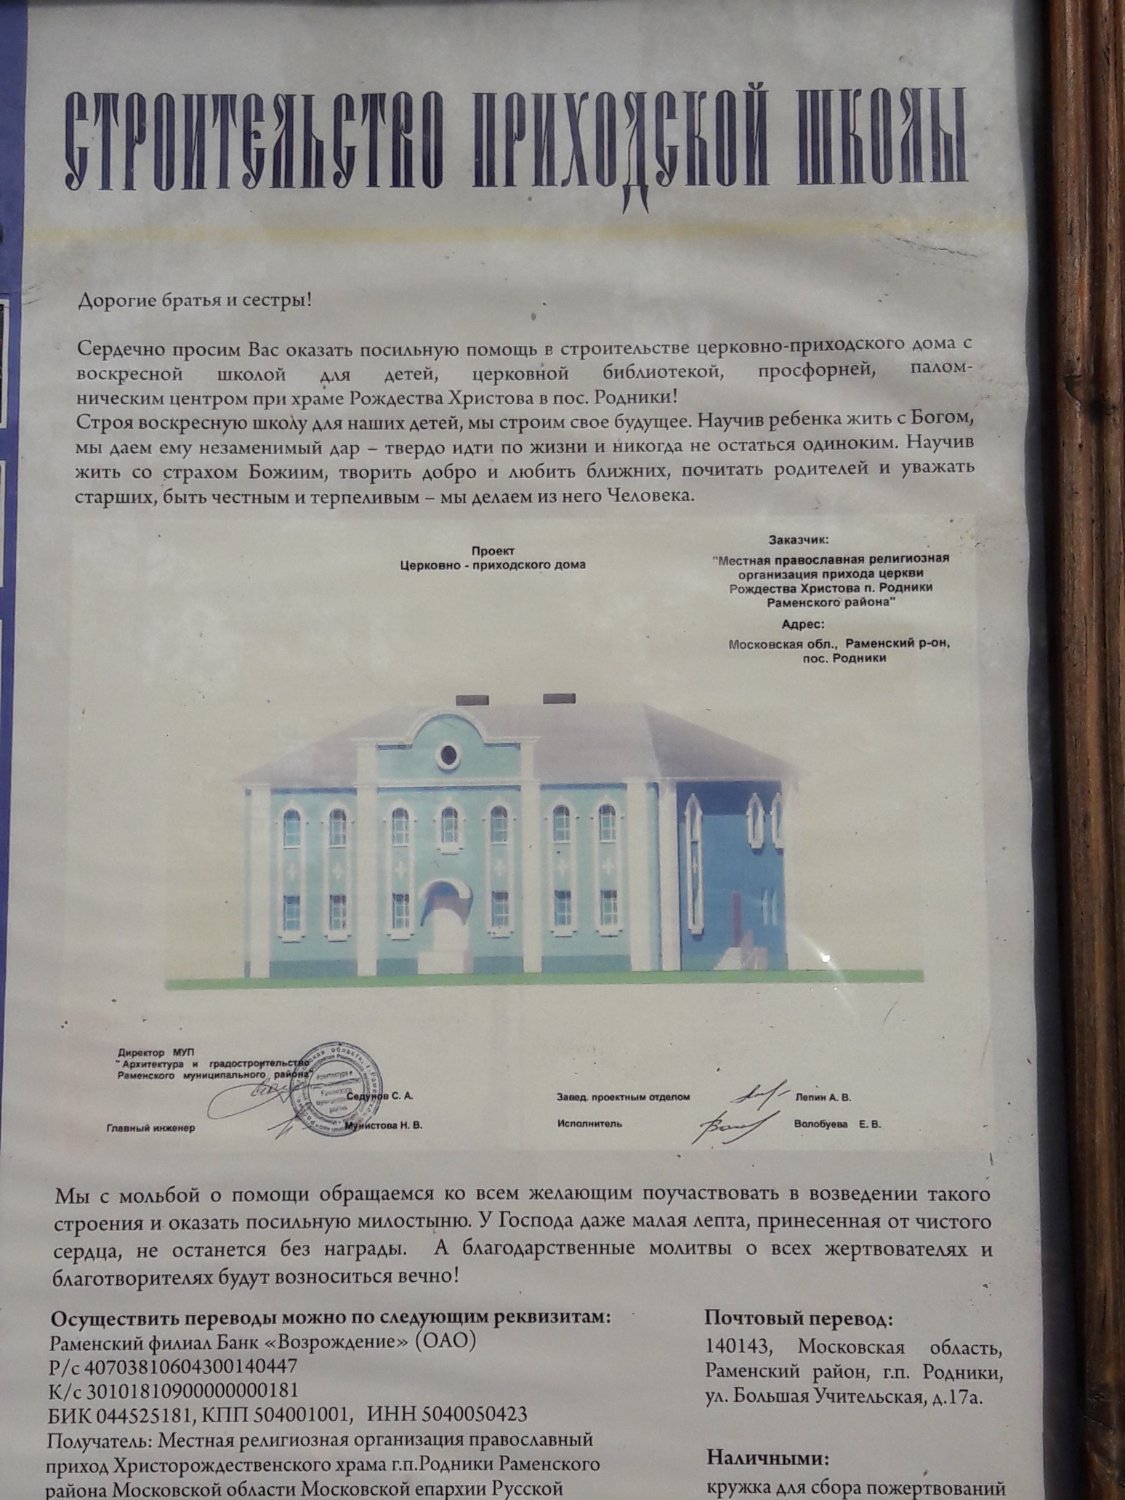 СТРОИТЕЛЬСТВО ПРИХОДСКОЙ ШКОЛЫ
Дорогие братья и сестры!
Сердечно просим Вас оказать посильную помощь в строительстве церковно-приходского дома с
воскресной школой для детей, церковной библиотекой, просфорней, палом-
ническим центром при храме Рождества Христова в пос. Родники!
Строя воскресную школу для наших детей, мы строим свое будущее. Научив ребенка жить с Богом,
мы даем ему незаменимый дар – твердо идти по жизни и никогда не остаться одиноким. Научив
жить со страхом Божиим, творить добро и любить ближних, почитать родителей и уважать
старших, быть честным и терпеливым – мы делаем из него Человека.
Проект
Церковно - приходского дома
Заказчик:
"Местная православная религиозная
организация прихода церкви
Рождества Христова п. Родники
Раменского района"
Адрес:
Московская обл., Раменский р-он,
пос. Родники
Директор МУП
"Архитектура и градостроительство
Раменского муниципального района"
Седунов С. А.
Главный инженер
Мунистова Н. В.
Завед. проектным отделом
Лепин А. В.
Исполнитель
Волобуева Е. В.
Мы с мольбой о помощи обращаемся ко всем желающим поучаствовать в возведении такого
строения и оказать посильную милостыню. У Господа даже малая лепта, принесенная от чистого
сердца, не останется без награды. А благодарственные молитвы о всех жертвователях и
благотворителях будут возноситься вечно!
Осуществить переводы можно по следующим реквизитам:
Раменский филиал Банк «Возрождение» (ОАО)
Р/с 40703810604300140447
К/с 30101810900000000181
БИК 044525181, КПП 504001001, ИНН 5040050423
Получатель: Местная религиозная организация православный
приход Христорождественского храма г.п.Родники Раменского
района Московской области Московской епархии Русской
Почтовый перевод:
140143, Московская область,
Раменский район, г.п. Родники,
ул. Большая Учительская, д.17а.
Наличными:
кружка для сбора пожертвований